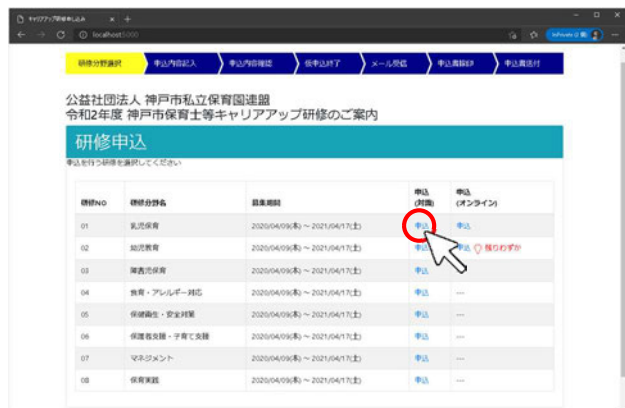 キャリアアップ研修申し込み
localhost:5000
InPrivate
研修分野選択 申込内容記入 申込内容確認 仮申込終了 メール受信 申込書類印 申込書送付
公益社団法人 神戸市私立保育園連盟
令和2年度 神戸市保育士等キャリアアップ研修のご案内
研修申込
申込を行う研修を選択してください
研修NO 研修分野名 募集期間 申込(対面) 申込(オンライン)
01 乳児保育 2020/04/09(木) ~ 2021/04/17(土) 申込 申込
02 幼児教育 2020/04/09(木) ~ 2021/04/17(土) 申込 申込 残りわずか
03 障害児保育 2020/04/09(木) ~ 2021/04/17(土) 申込
04 食育・アレルギー対応 2020/04/09(木) ~ 2021/04/17(土) 申込 ---
05 保健衛生・安全対策 2020/04/09(木) ~ 2021/04/17(土) 申込 ---
06 保護者支援・子育て支援 2020/04/09(木) ~ 2021/04/17(土) 申込 ---
07 マネジメント 2020/04/09(木) ~ 2021/04/17(土) 申込 ---
08 保育実践 2020/04/09(木) ~ 2021/04/17(土) 申込 ---